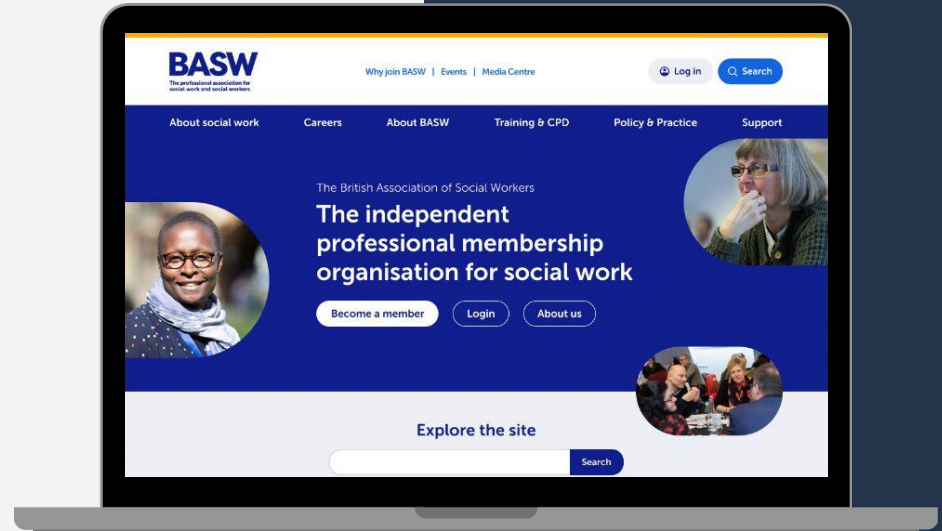 BASW
The professional association for
social work and social workers
Why join BASW | Events | Media Centre
Log in
Search
About social work Careers About BASW Training & CPD Policy & Practice Support
The British Association of Social Workers
The independent
professional membership
organisation for social work
Become a member Login About us
Explore the site
Search